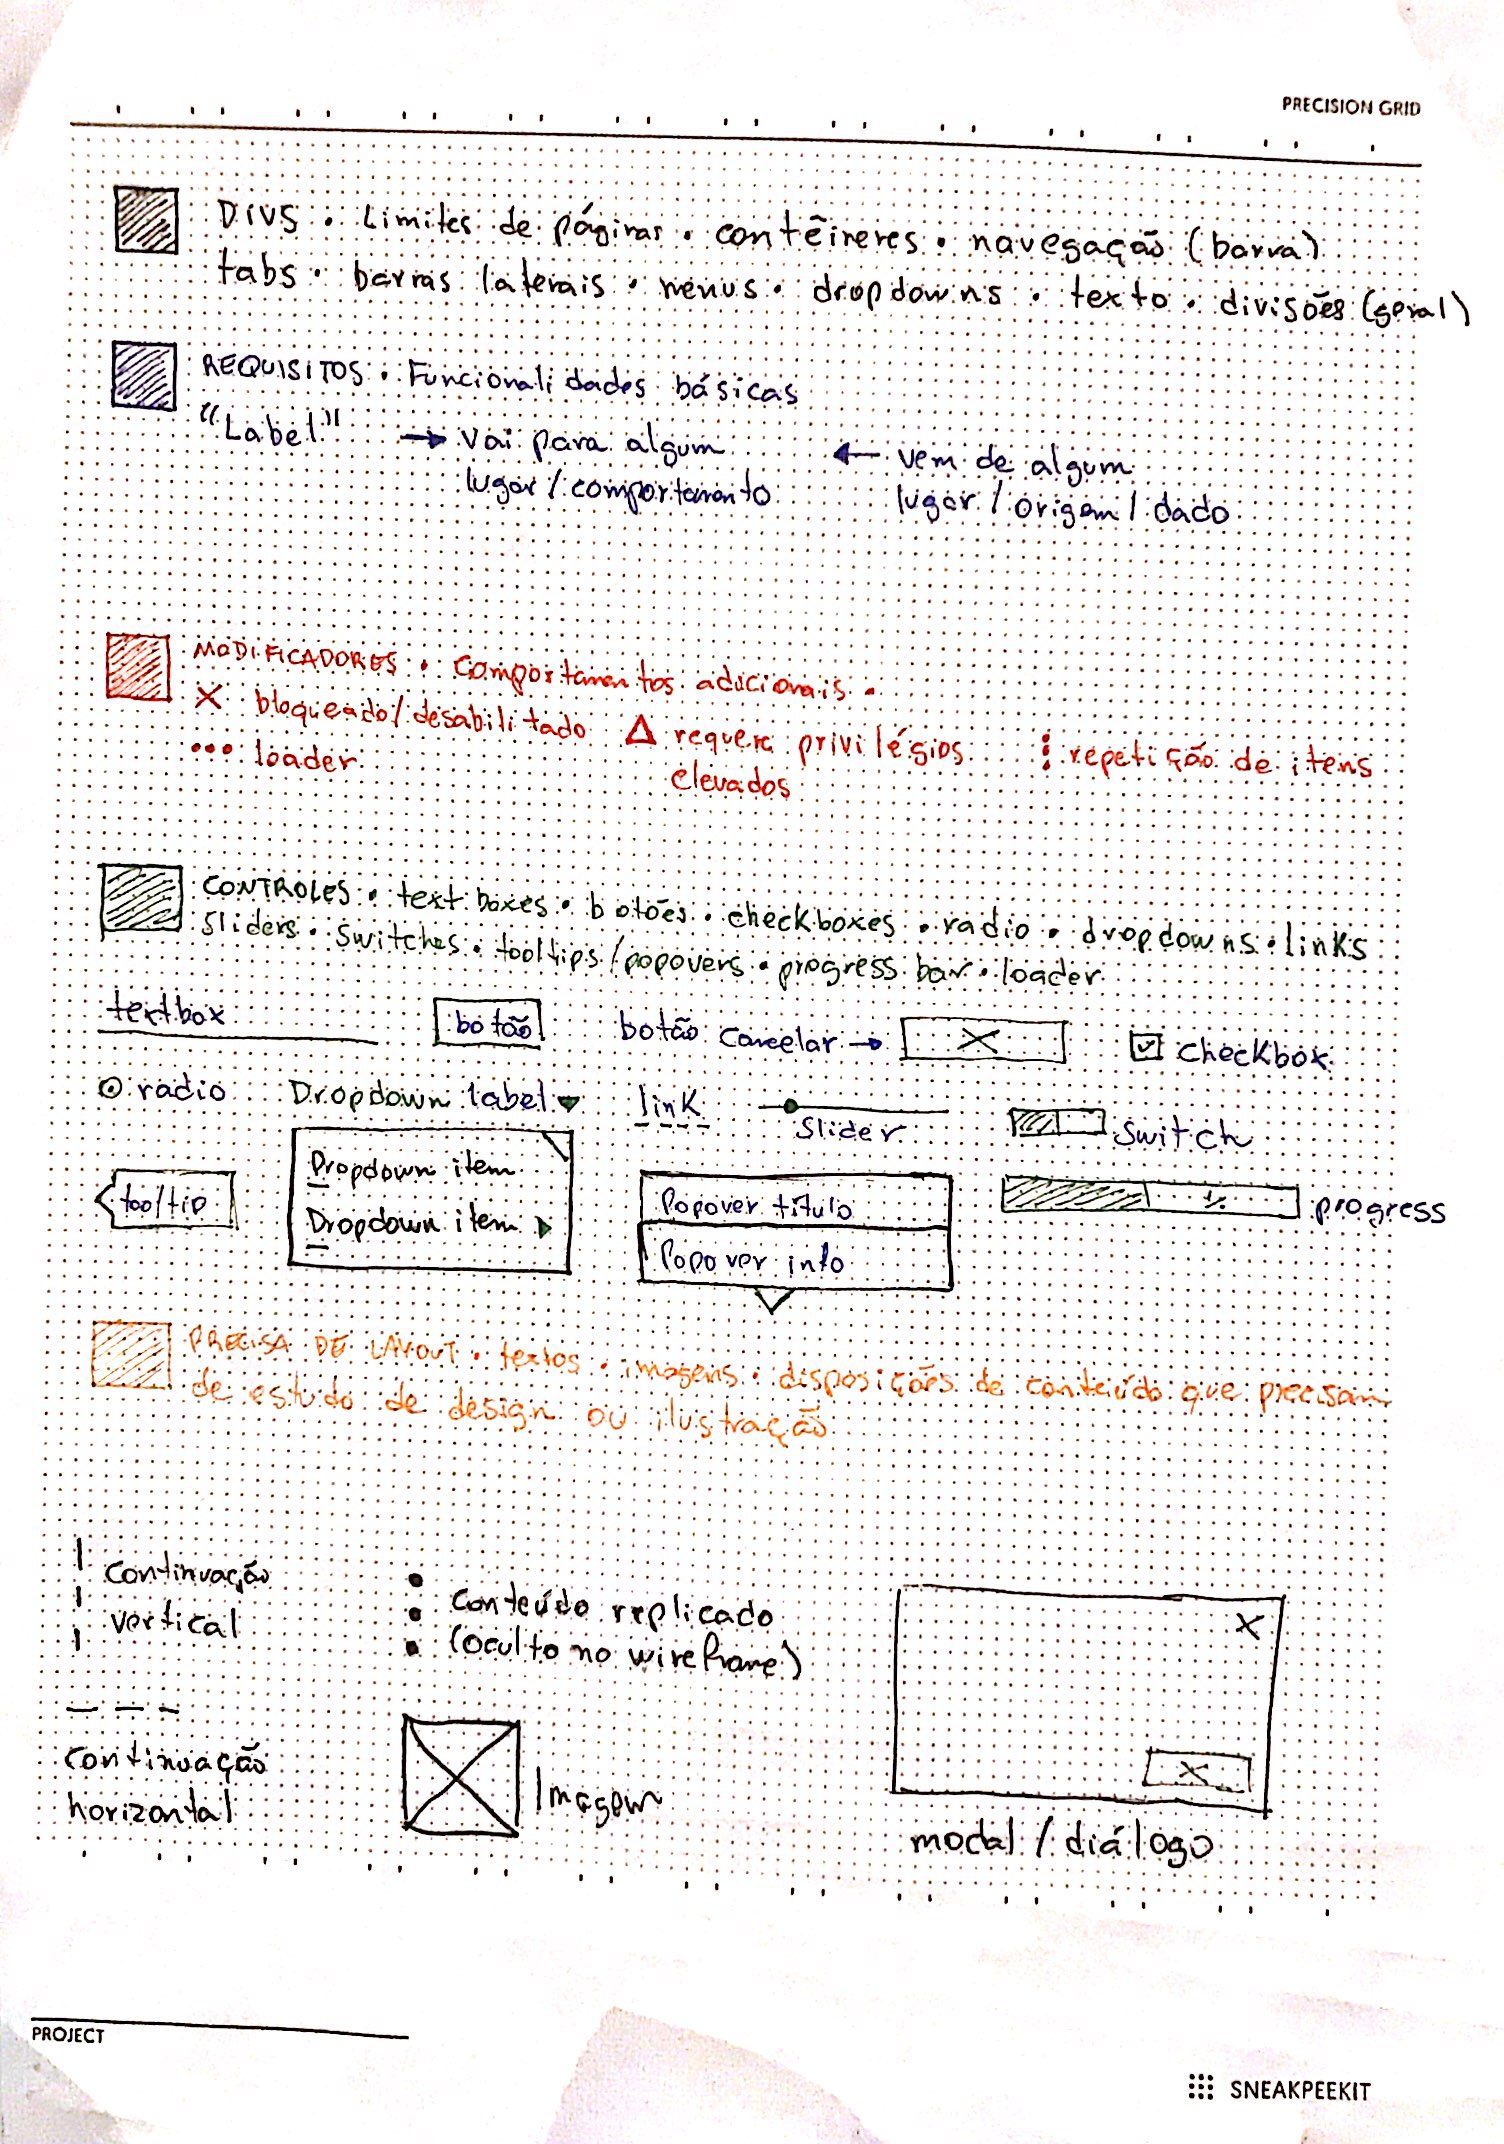 PRECISION GRID
DIVS • Limites de páginas • contêineres • navegação (barra)
tabs • barras laterais • menus • dropdowns • texto • divisões (geral)
REQUISITOS • Funcionalidades básicas
"Label" → vai para algum ← vem de algum
lugar / comportamento lugar / origem / dado
MODIFICADORES • comportamentos adicionais •
X bloqueado/desabilitado △ requer privilégios ⋮ repetição de itens
••• loader elevados
CONTROLES • text boxes • botões • checkboxes • radio • dropdowns • links
sliders • switches • tooltips/popovers • progress bar • loader
textbox botão botão cancelar → X checkbox
radio Dropdown label link slider switch
tooltip Dropdown item Popover título % progress
Dropdown item Popover info
PRECISA DE LAYOUT • textos • imagens • disposições de conteúdo que precisam
de estudo de design ou ilustração
continuação
vertical
conteúdo replicado
(oculto no wireframe)
X
continuação
horizontal
Imagem
X
modal / diálogo
PROJECT
SNEAKPEEKIT